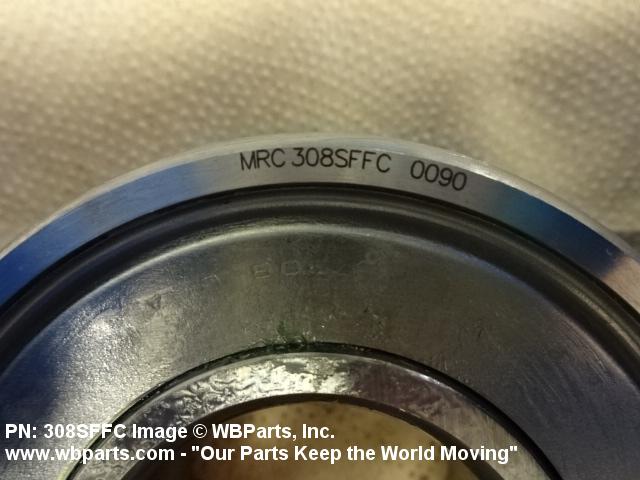 MRC 308SFFC 0090
PN: 308SFFC Image © WBParts, Inc.
www.wbparts.com - "Our Parts Keep the World Moving"